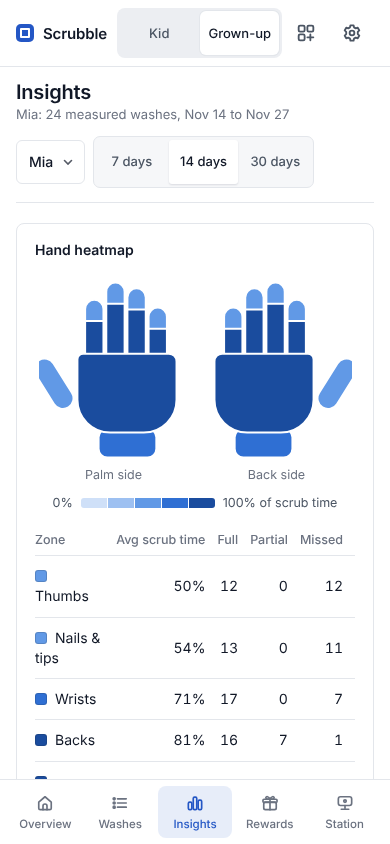 Scrubble Kid Grown-up
Insights
Mia: 24 measured washes, Nov 14 to Nov 27
Mia 7 days 14 days 30 days
Hand heatmap
Palm side Back side
0% 100% of scrub time
Zone Avg scrub time Full Partial Missed
Thumbs 50% 12 0 12
Nails &
tips 54% 13 0 11
Wrists 71% 17 0 7
Backs 81% 16 7 1
Overview Washes Insights Rewards Station